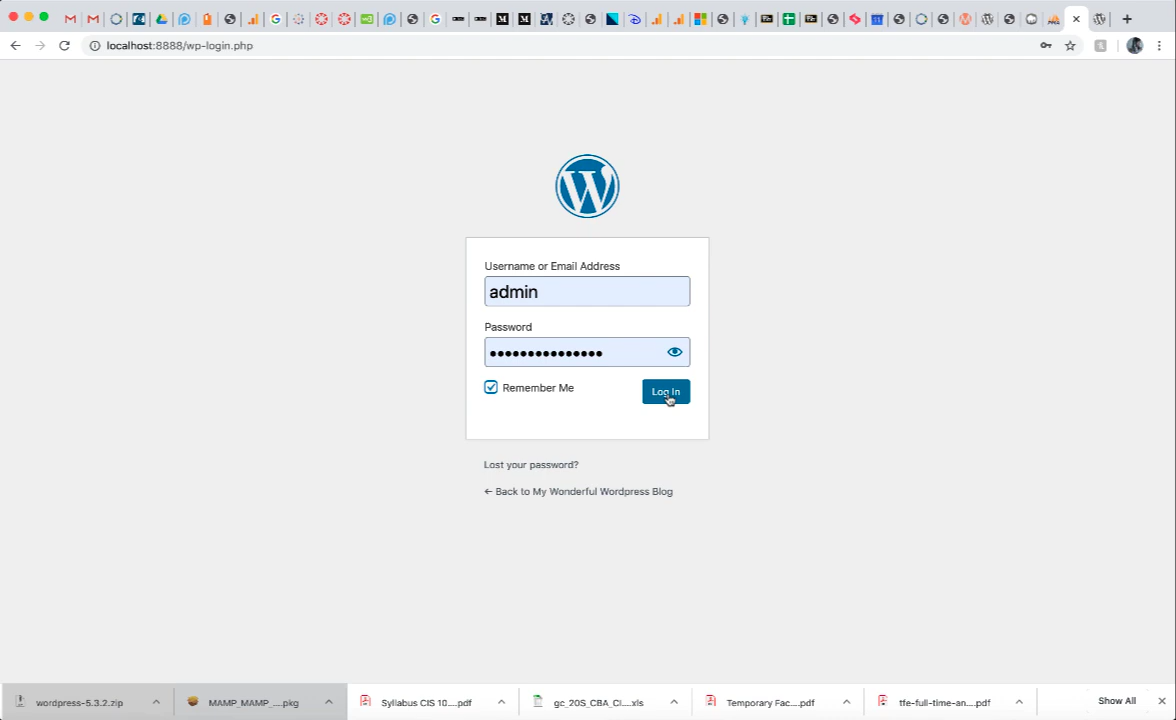 localhost:8888/wp-login.php
Username or Email Address
admin
Password
Remember Me
Log In
Lost your password?
← Back to My Wonderful Wordpress Blog
wordpress-5.3.2.zip
MAMP_MAMP_....pkg
Syllabus CIS 10....pdf
gc_20S_CBA_CI....xls
Temporary Fac....pdf
tfe-full-time-an....pdf
Show All